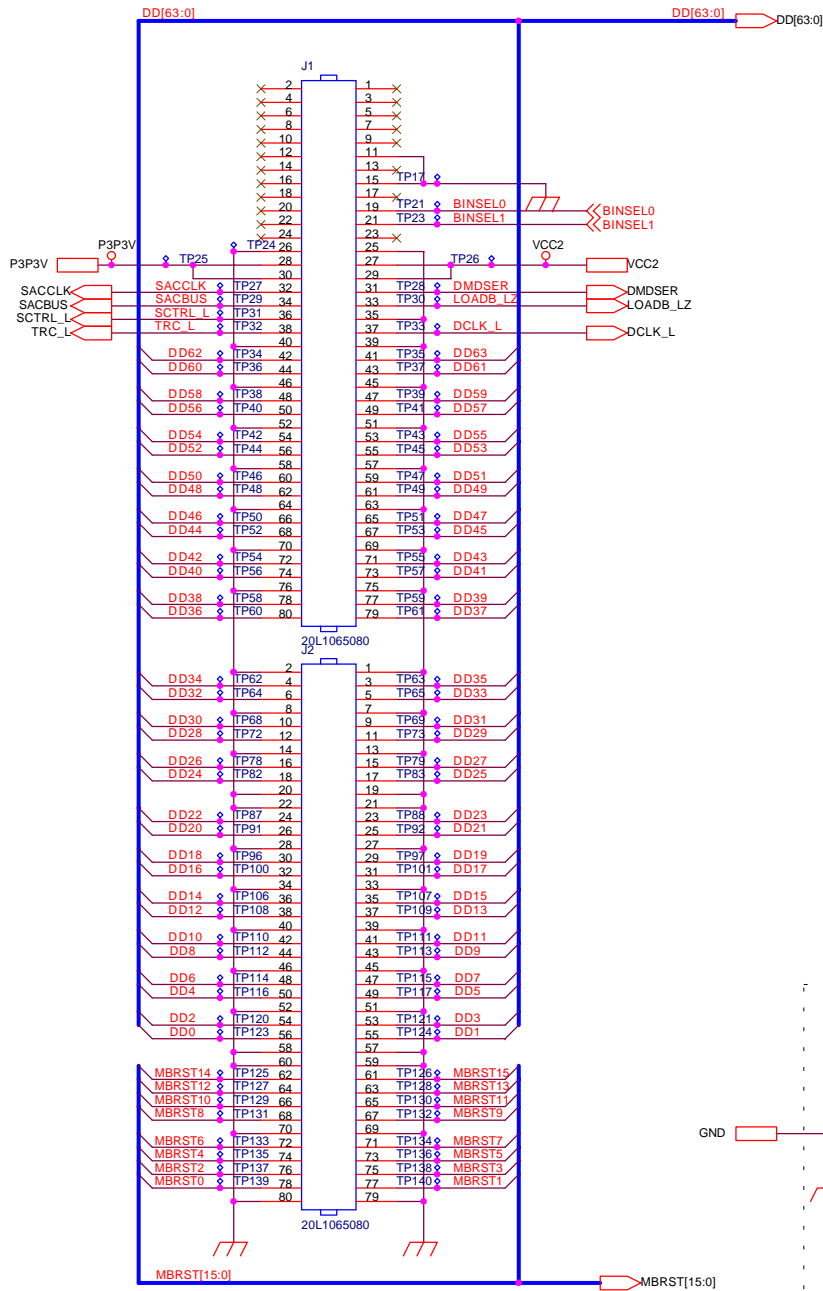 DD[63:0] DD[63:0] DD[63:0]
J1
2 1
4 3
6 5
8 7
10 9
12 11
14 13
16 TP17 15
18 17
20 19 TP21 BINSEL0 BINSEL0
22 21 TP23 BINSEL1 BINSEL1
24 23
P3P3V TP24 26 25 VCC2
P3P3V TP25 28 27 TP26 VCC2
30 29
SACCLK SACCLK TP27 32 31 TP28 DMDSER DMDSER
SACBUS SACBUS TP29 34 33 TP30 LOADB_LZ LOADB_LZ
SCTRL_L SCTRL_L TP31 36 35
TRC_L TRC_L TP32 38 37 TP33 DCLK_L DCLK_L
40 39
DD62 TP34 42 41 TP35 DD63
DD60 TP36 44 43 TP37 DD61
46 45
DD58 TP38 48 47 TP39 DD59
DD56 TP40 50 49 TP41 DD57
52 51
DD54 TP42 54 53 TP43 DD55
DD52 TP44 56 55 TP45 DD53
58 57
DD50 TP46 60 59 TP47 DD51
DD48 TP48 62 61 TP49 DD49
64 63
DD46 TP50 66 65 TP51 DD47
DD44 TP52 68 67 TP53 DD45
70 69
DD42 TP54 72 71 TP55 DD43
DD40 TP56 74 73 TP57 DD41
76 75
DD38 TP58 78 77 TP59 DD39
DD36 TP60 80 79 TP61 DD37
20L1065080
J2
2 1
DD34 TP62 4 3 TP63 DD35
DD32 TP64 6 5 TP65 DD33
8 7
DD30 TP68 10 9 TP69 DD31
DD28 TP72 12 11 TP73 DD29
14 13
DD26 TP78 16 15 TP79 DD27
DD24 TP82 18 17 TP83 DD25
20 19
22 21
DD22 TP87 24 23 TP88 DD23
DD20 TP91 26 25 TP92 DD21
28 27
DD18 TP96 30 29 TP97 DD19
DD16 TP100 32 31 TP101 DD17
34 33
DD14 TP106 36 35 TP107 DD15
DD12 TP108 38 37 TP109 DD13
40 39
DD10 TP110 42 41 TP111 DD11
DD8 TP112 44 43 TP113 DD9
46 45
DD6 TP114 48 47 TP115 DD7
DD4 TP116 50 49 TP117 DD5
52 51
DD2 TP120 54 53 TP121 DD3
DD0 TP123 56 55 TP124 DD1
58 57
60 59
MBRST14 TP125 62 61 TP126 MBRST15
MBRST12 TP127 64 63 TP128 MBRST13
MBRST10 TP129 66 65 TP130 MBRST11
MBRST8 TP131 68 67 TP132 MBRST9
70 69
GND
MBRST6 TP133 72 71 TP134 MBRST7
MBRST4 TP135 74 73 TP136 MBRST5
MBRST2 TP137 76 75 TP138 MBRST3
MBRST0 TP139 78 77 TP140 MBRST1
80 79
20L1065080
MBRST[15:0] MBRST[15:0]